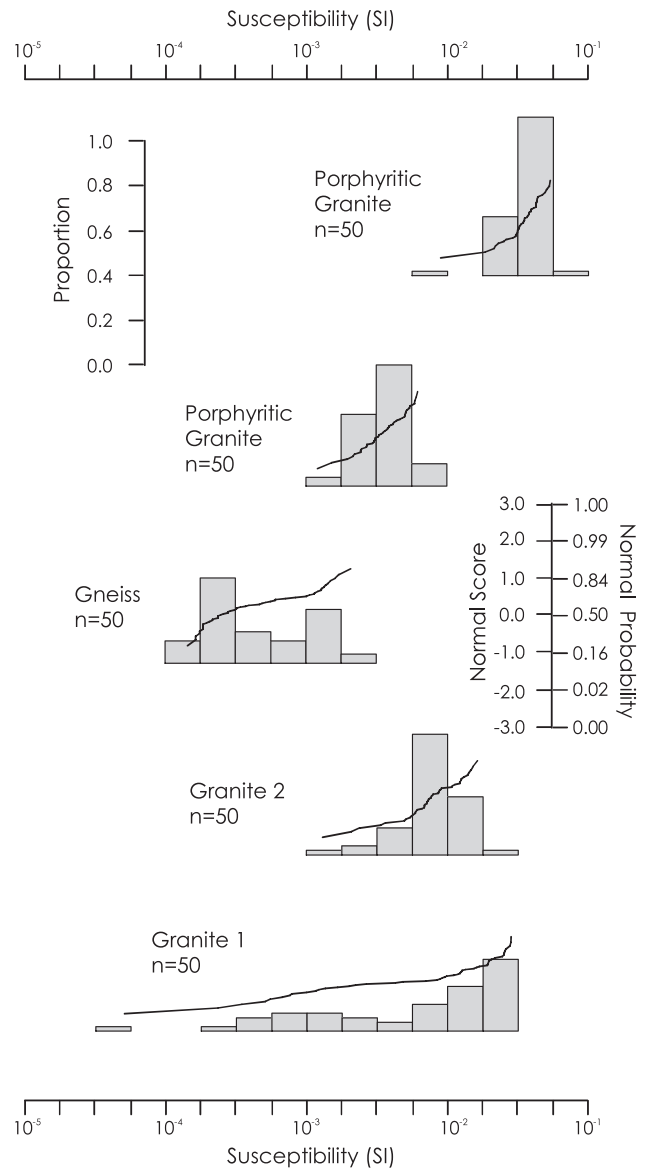 Susceptibility (SI)
10-5 10-4 10-3 10-2 10-1
Proportion
1.0
0.8
0.6
0.4
0.2
0.0
Porphyritic
Granite
n=50
Porphyritic
Granite
n=50
Gneiss
n=50
Normal Score
3.0 1.00
2.0 0.99
1.0 0.84
0.0 0.50
-1.0 0.16
-2.0 0.02
-3.0 0.00
Normal Probability
Granite 2
n=50
Granite 1
n=50
10-5 10-4 10-3 10-2 10-1
Susceptibility (SI)